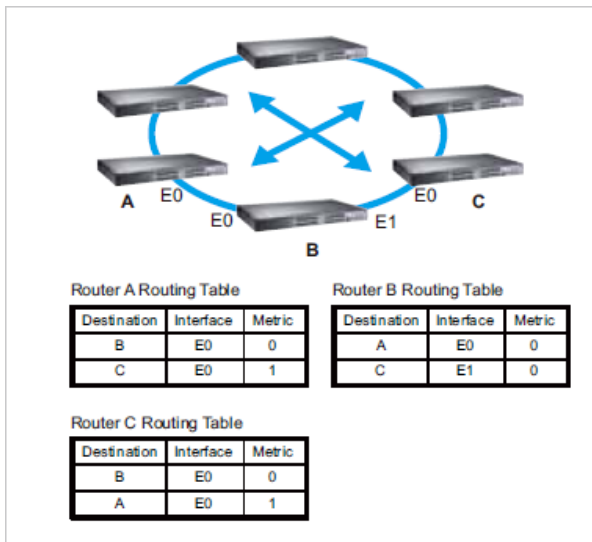 A
E0
E0
B
E1
E0
C
Router A Routing Table
Destination Interface Metric
B E0 0
C E0 1
Router B Routing Table
Destination Interface Metric
A E0 0
C E1 0
Router C Routing Table
Destination Interface Metric
B E0 0
A E0 1